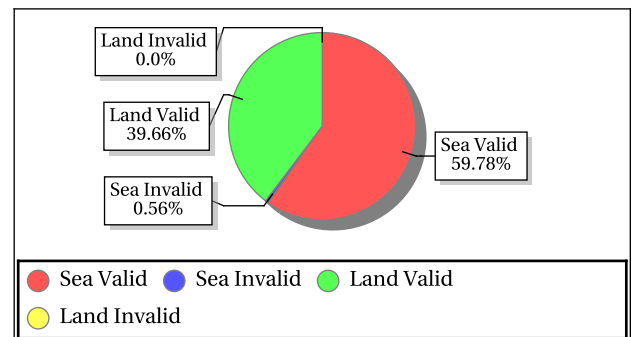 Land Invalid
0.0%
Land Valid
39.66%
Sea Valid
59.78%
Sea Invalid
0.56%
Sea Valid Sea Invalid Land Valid
Land Invalid